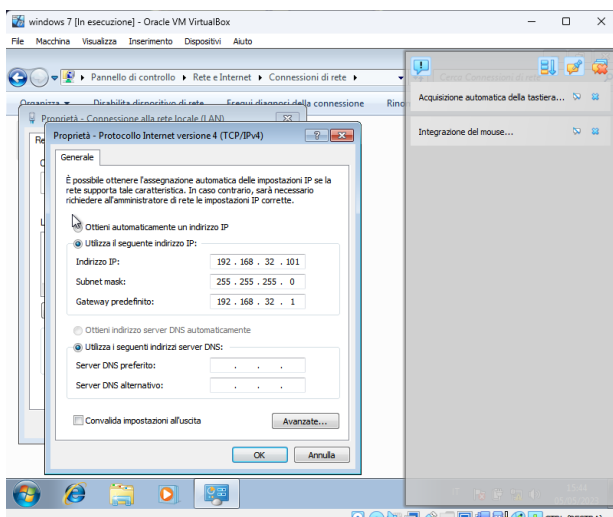 windows 7 [In esecuzione] - Oracle VM VirtualBox
File Macchina Visualizza Inserimento Dispositivi Aiuto
Pannello di controllo Rete e Internet Connessioni di rete
Cerca Connessioni di rete
Organizza Disabilita dispositivo di rete Esegui diagnosi della connessione
Proprietà - Connessione alla rete locale (LAN)
Acquisizione automatica della tastiera...
Integrazione del mouse...
Proprietà - Protocollo Internet versione 4 (TCP/IPv4)
Generale
È possibile ottenere l'assegnazione automatica delle impostazioni IP se la
rete supporta tale caratteristica. In caso contrario, sarà necessario
richiedere all'amministratore di rete le impostazioni IP corrette.
Ottieni automaticamente un indirizzo IP
Utilizza il seguente indirizzo IP:
Indirizzo IP: 192 . 168 . 32 . 101
Subnet mask: 255 . 255 . 255 . 0
Gateway predefinito: 192 . 168 . 32 . 1
Ottieni indirizzo server DNS automaticamente
Utilizza i seguenti indirizzi server DNS:
Server DNS preferito: . . .
Server DNS alternativo: . . .
Convalida impostazioni all'uscita
Avanzate...
OK Annulla